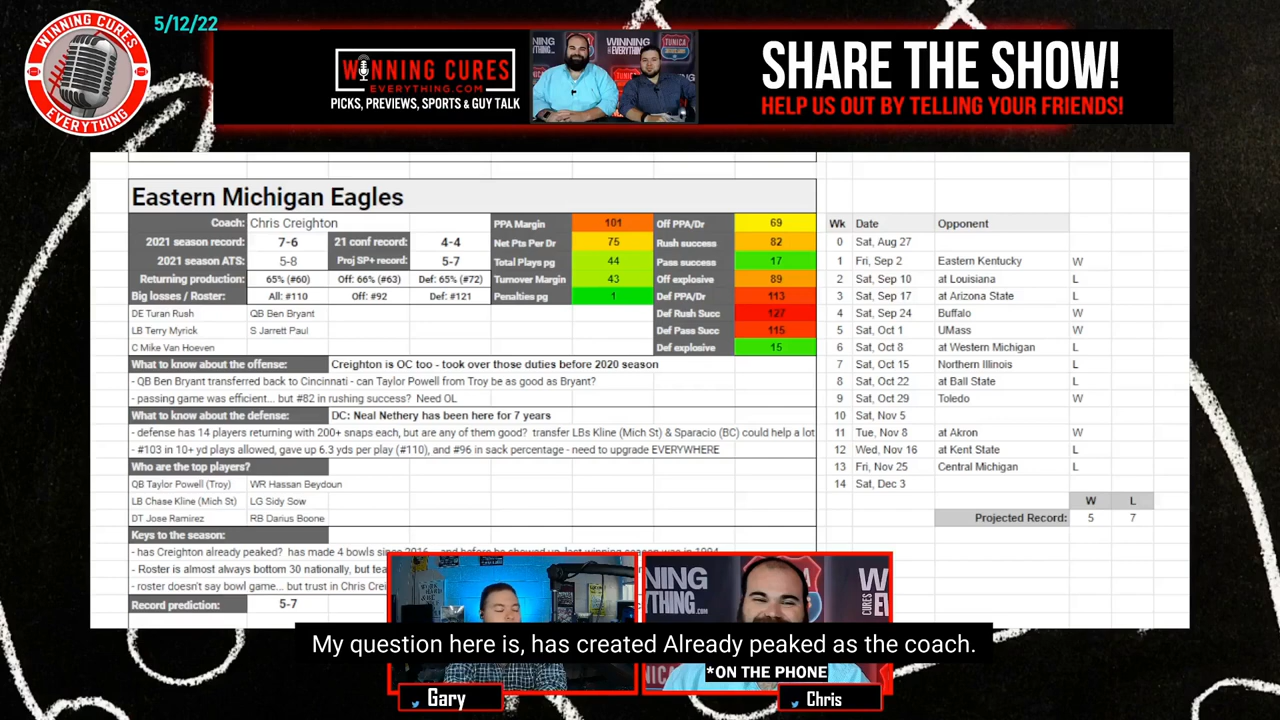 5/12/22
WINNING CURES
EVERYTHING
WINNING CURES
EVERYTHING.COM
PICKS, PREVIEWS, SPORTS & GUY TALK
WINNING
TUNICA
SHARE THE SHOW!
HELP US OUT BY TELLING YOUR FRIENDS!
Eastern Michigan Eagles
Coach: Chris Creighton PPA Margin 101 Off PPA/Dr 69 Wk Date Opponent
2021 season record: 7-6 21 conf record: 4-4 Net Pts Per Dr 75 Rush success 82 0 Sat, Aug 27
2021 season ATS: 5-8 Proj SP+ record: 5-7 Total Plays pg 44 Pass success 17 1 Fri, Sep 2 Eastern Kentucky W
Returning production: 65% (#60) Off: 66% (#63) Def: 65% (#72) Turnover Margin 43 Off explosive 89 2 Sat, Sep 10 at Louisiana L
Big losses / Roster: All: #110 Off: #92 Def: #121 Penalties pg 1 Def PPA/Dr 113 3 Sat, Sep 17 at Arizona State L
DE Turan Rush QB Ben Bryant Def Rush Succ 127 4 Sat, Sep 24 Buffalo W
LB Terry Myrick S Jarrett Paul Def Pass Succ 115 5 Sat, Oct 1 UMass W
C Mike Van Hoeven Def explosive 15 6 Sat, Oct 8 at Western Michigan L
What to know about the offense: Creighton is OC too - took over those duties before 2020 season 7 Sat, Oct 15 Northern Illinois L
- QB Ben Bryant transferred back to Cincinnati - can Taylor Powell from Troy be as good as Bryant? 8 Sat, Oct 22 at Ball State L
- passing game was efficient... but #82 in rushing success? Need OL 9 Sat, Oct 29 Toledo W
What to know about the defense: DC: Neal Nethery has been here for 7 years 10 Sat, Nov 5
- defense has 14 players returning with 200+ snaps each, but are any of them good? transfer LBs Kline (Mich St) & Sparacio (BC) could help a lot 11 Tue, Nov 8 at Akron W
- #103 in 10+ yd plays allowed, gave up 6.3 yds per play (#110), and #96 in sack percentage - need to upgrade EVERYWHERE 12 Wed, Nov 16 at Kent State L
Who are the top players? 13 Fri, Nov 25 Central Michigan L
QB Taylor Powell (Troy) WR Hassan Beydoun 14 Sat, Dec 3
LB Chase Kline (Mich St) LG Sidy Sow W L
DT Jose Ramirez RB Darius Boone Projected Record: 5 7
Keys to the season:
- has Creighton already peaked? has made 4 bowls since 2016 and before he showed up, last winning season was in 1994
- Roster is almost always bottom 30 nationally, but tea
- roster doesn't say bowl game... but trust in Chris Crei
Record prediction: 5-7
NING
YTHING
.COM
W
My question here is, has created Already peaked as the coach.
*ON THE PHONE
Gary
Chris